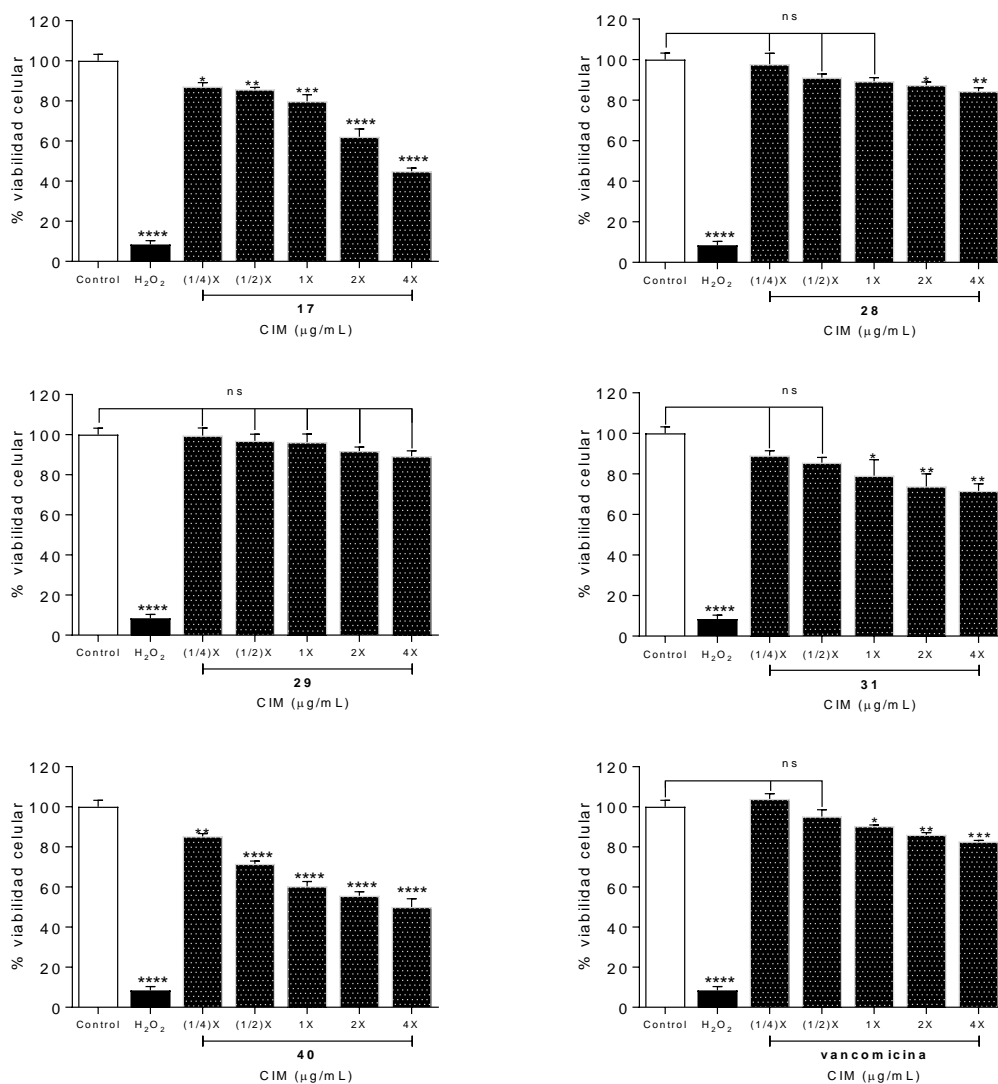 120
100
80
60
40
20
0
% viabilidad celular
* ** *** **** ****
****
Control H₂O₂ (1/4)X (1/2)X 1X 2X 4X
17
CIM (μg/mL)
120
100
80
60
40
20
0
% viabilidad celular
ns
* **
****
Control H₂O₂ (1/4)X (1/2)X 1X 2X 4X
28
CIM (μg/mL)
120
100
80
60
40
20
0
% viabilidad celular
ns
****
Control H₂O₂ (1/4)X (1/2)X 1X 2X 4X
29
CIM (μg/mL)
120
100
80
60
40
20
0
% viabilidad celular
ns
* ** **
****
Control H₂O₂ (1/4)X (1/2)X 1X 2X 4X
31
CIM (μg/mL)
120
100
80
60
40
20
0
% viabilidad celular
** **** **** **** ****
****
Control H₂O₂ (1/4)X (1/2)X 1X 2X 4X
40
CIM (μg/mL)
120
100
80
60
40
20
0
% viabilidad celular
ns
* ** ***
****
Control H₂O₂ (1/4)X (1/2)X 1X 2X 4X
vancomicina
CIM (μg/mL)